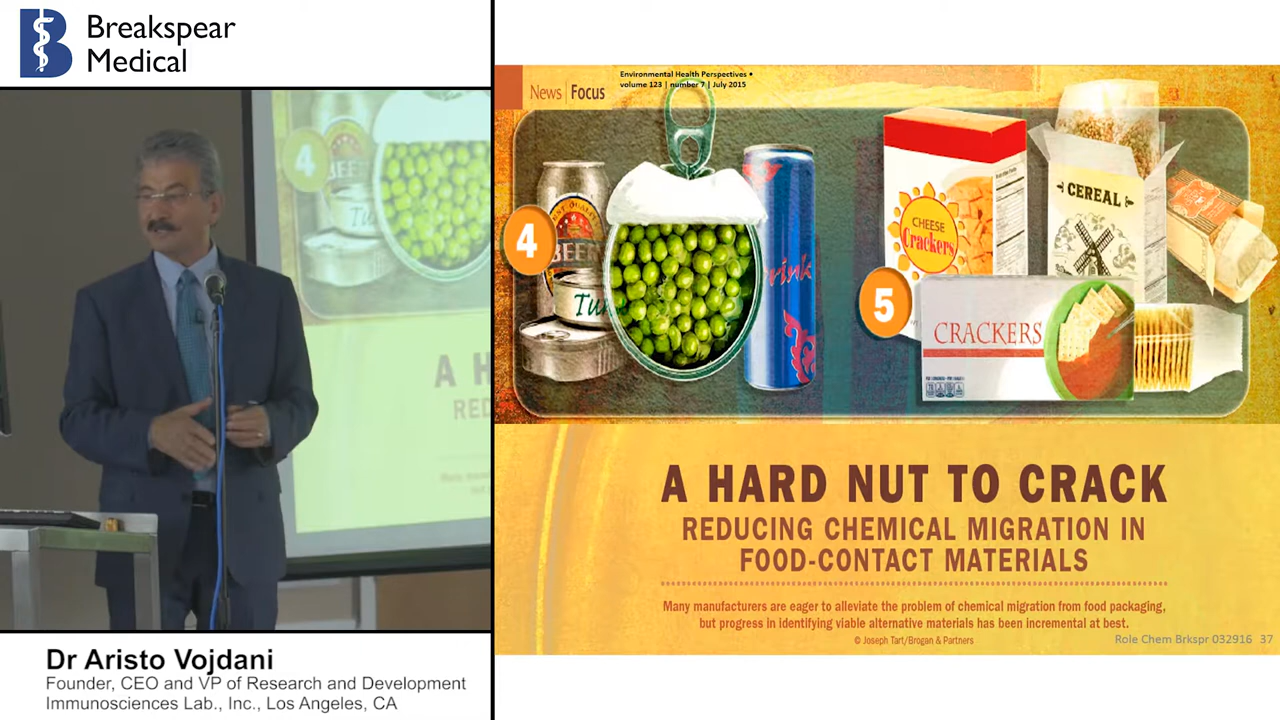 Breakspear
Medical
4
BEER
Dr Aristo Vojdani
Founder, CEO and VP of Research and Development
Immunosciences Lab., Inc., Los Angeles, CA
News | Focus
Environmental Health Perspectives •
volume 123 | number 7 | July 2015
4
BEER
5
CHEESE
Crackers
CEREAL
CRACKERS
A HARD NUT TO CRACK
REDUCING CHEMICAL MIGRATION IN
FOOD-CONTACT MATERIALS
Many manufacturers are eager to alleviate the problem of chemical migration from food packaging,
but progress in identifying viable alternative materials has been incremental at best.
© Joseph Tart/Brogan & Partners
Role Chem Brkspr 032916 37